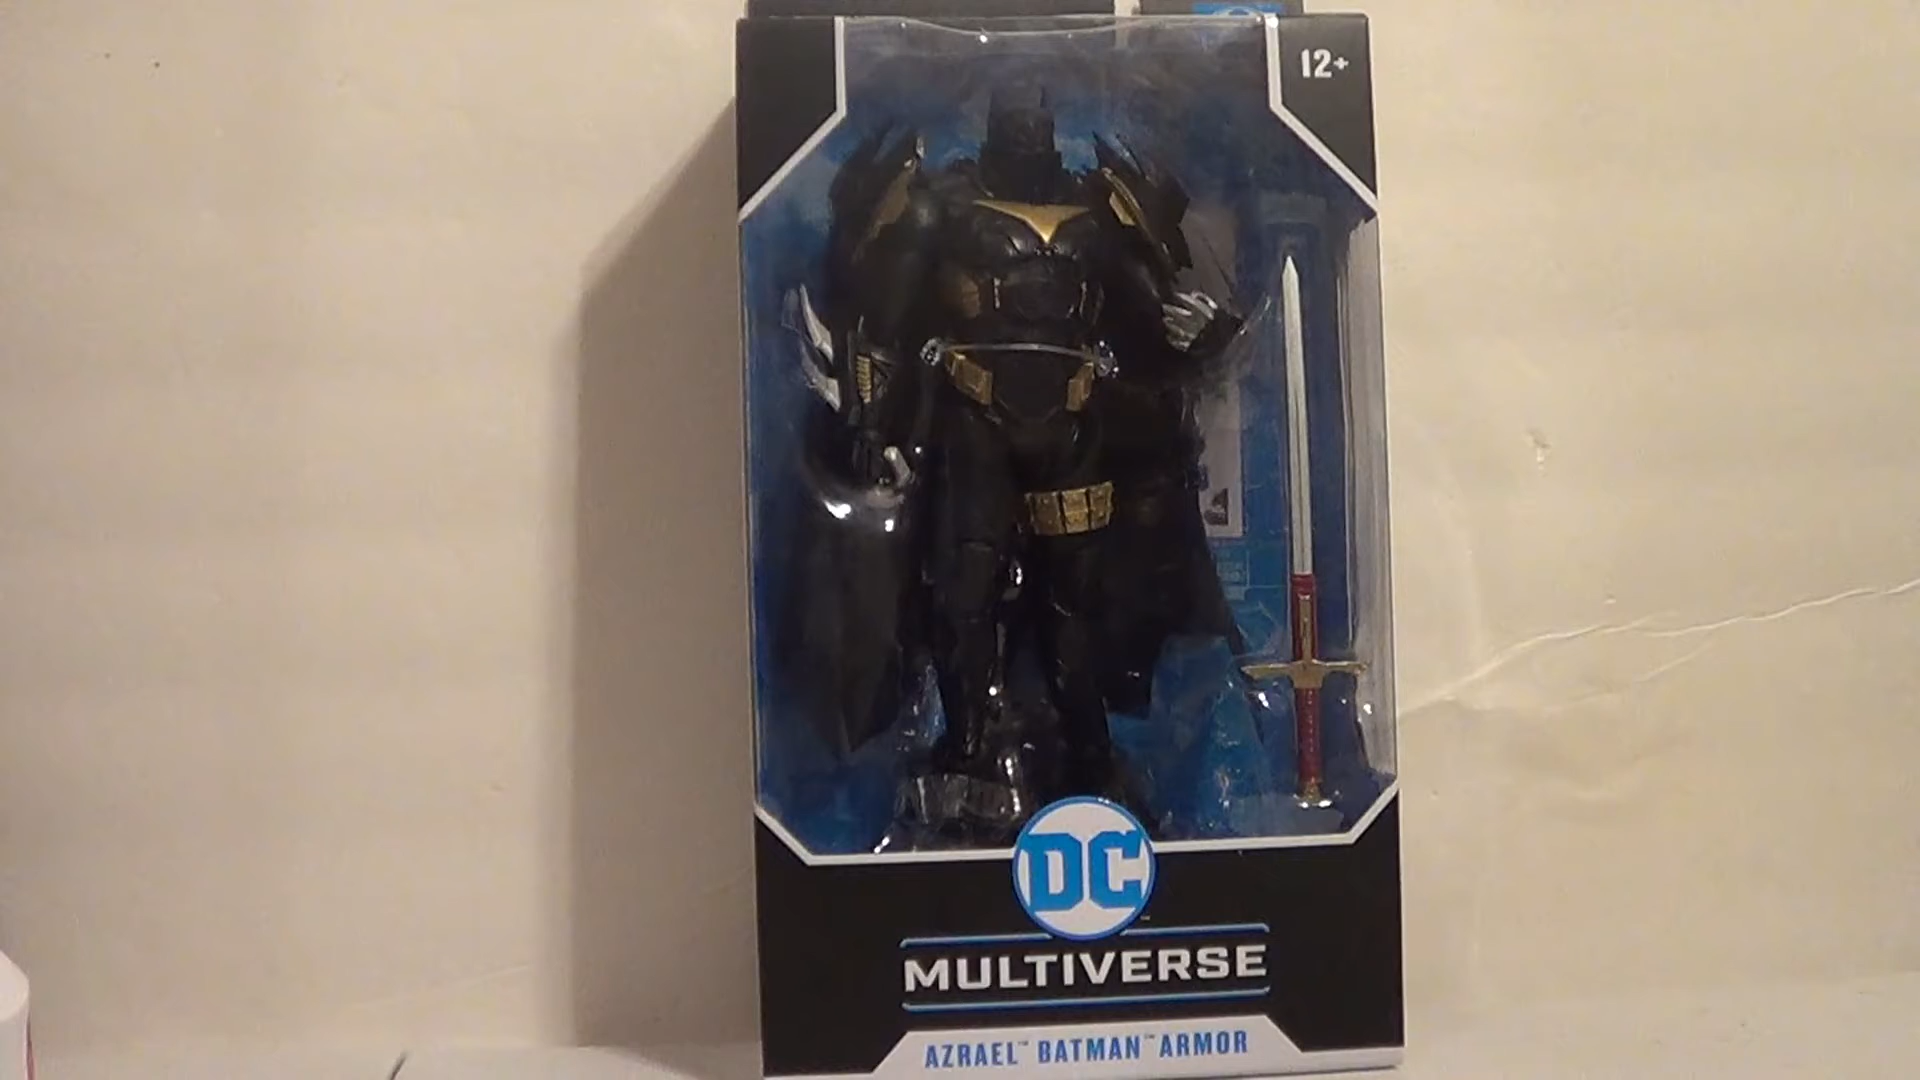 12+
DC
MULTIVERSE
AZRAEL™ BATMAN™ ARMOR